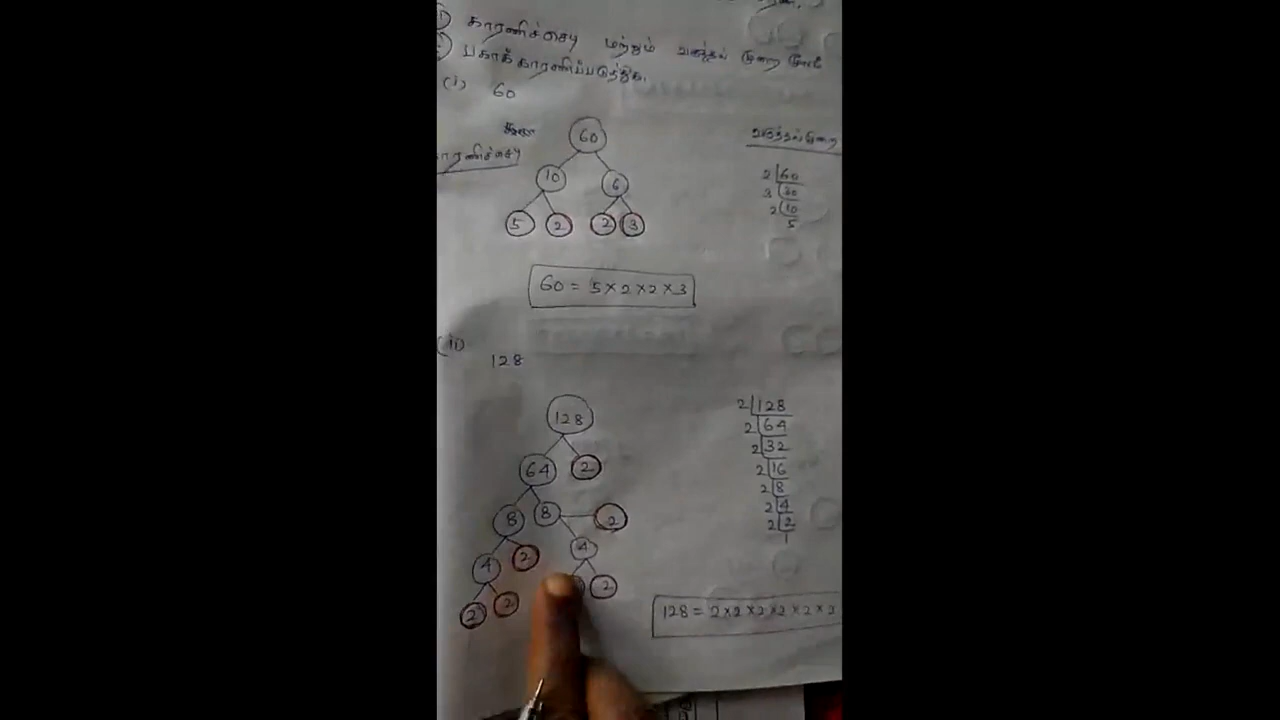 காரணிச்செடி மற்றும் வகுத்தல் முறை மூலம்
பகாக் காரணிப்படுத்துக.
(i) 60
காரணிச்செடி
60
10 6
5 2 2 3
வகுத்தல் முறை
2 60
3 30
2 10
5
60 = 5 × 2 × 2 × 3
(ii)
128
128
64 2
8 8 2
4 2 4
2 2 2
2 128
2 64
2 32
2 16
2 8
2 4
2 2
1
128 = 2 × 2 × 2 × 2 × 2 × 2